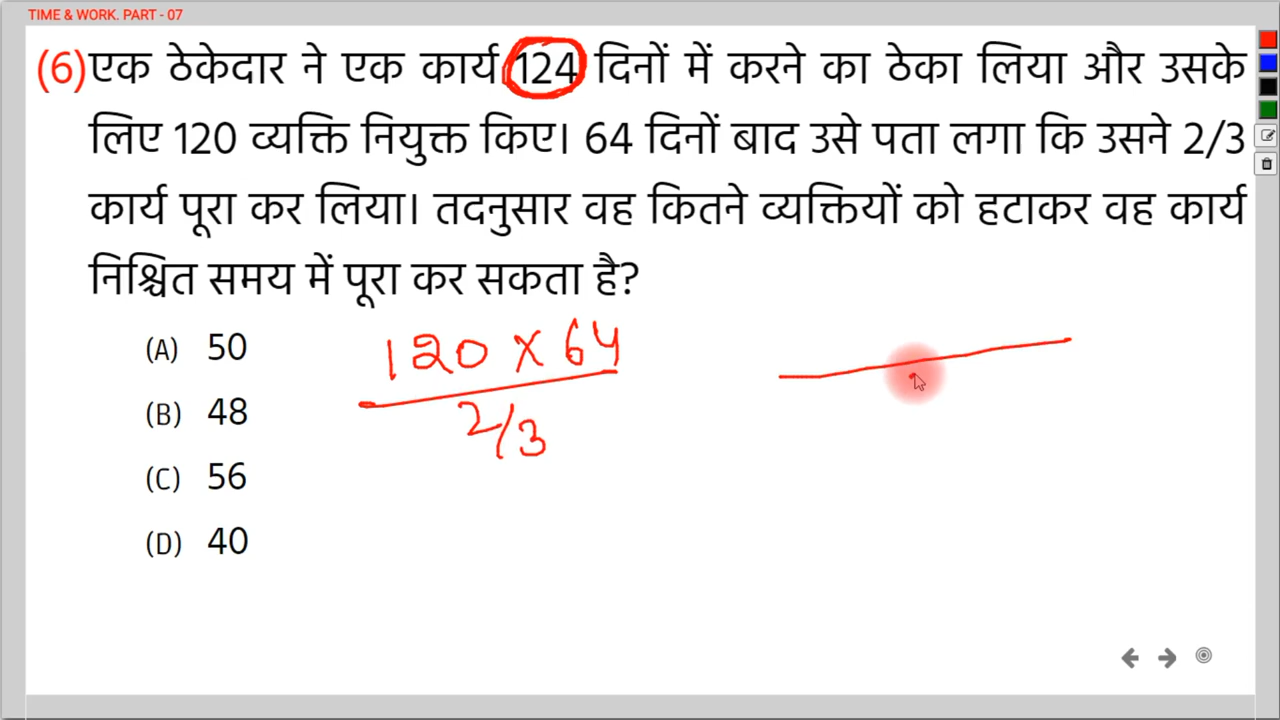 TIME & WORK. PART - 07
(6) एक ठेकेदार ने एक कार्य 124 दिनों में करने का ठेका लिया और उसके
लिए 120 व्यक्ति नियुक्त किए। 64 दिनों बाद उसे पता लगा कि उसने 2/3
कार्य पूरा कर लिया। तदनुसार वह कितने व्यक्तियों को हटाकर वह कार्य
निश्चित समय में पूरा कर सकता है?
(A) 50
(B) 48
(C) 56
(D) 40
120 × 64
2/3